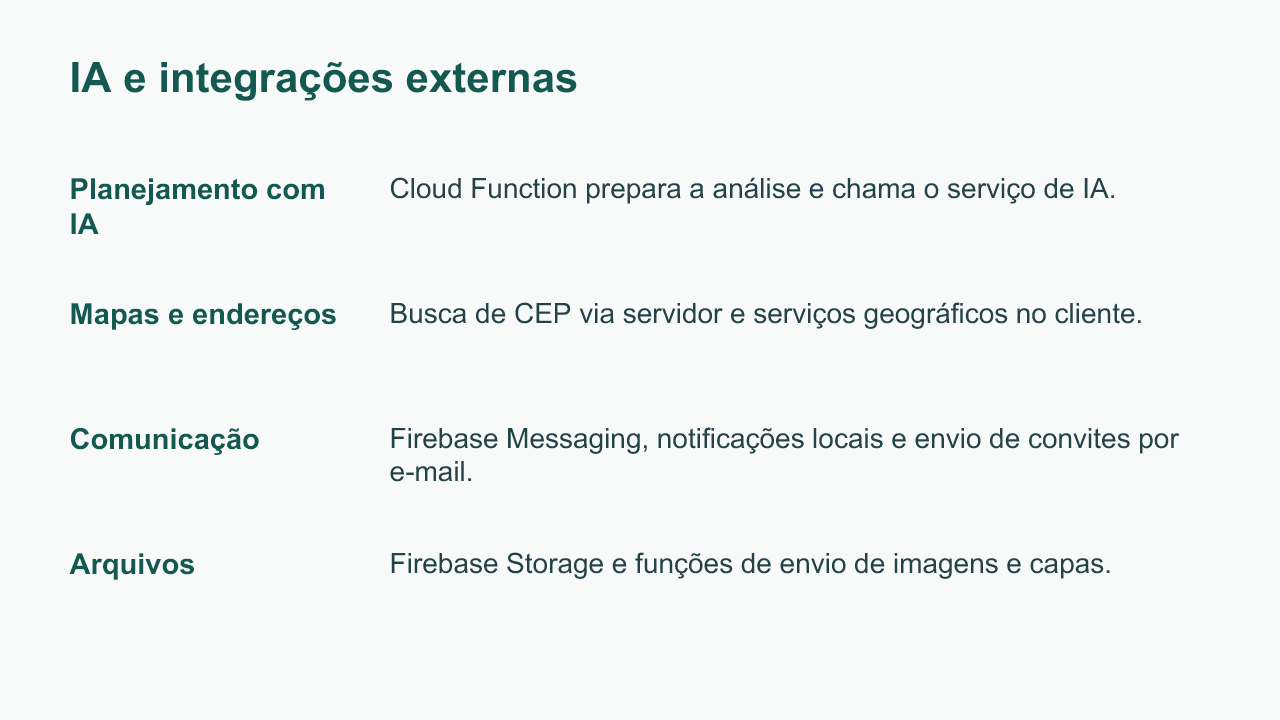 IA e integrações externas
Planejamento com
IA
Cloud Function prepara a análise e chama o serviço de IA.
Mapas e endereços
Busca de CEP via servidor e serviços geográficos no cliente.
Comunicação
Firebase Messaging, notificações locais e envio de convites por
e-mail.
Arquivos
Firebase Storage e funções de envio de imagens e capas.